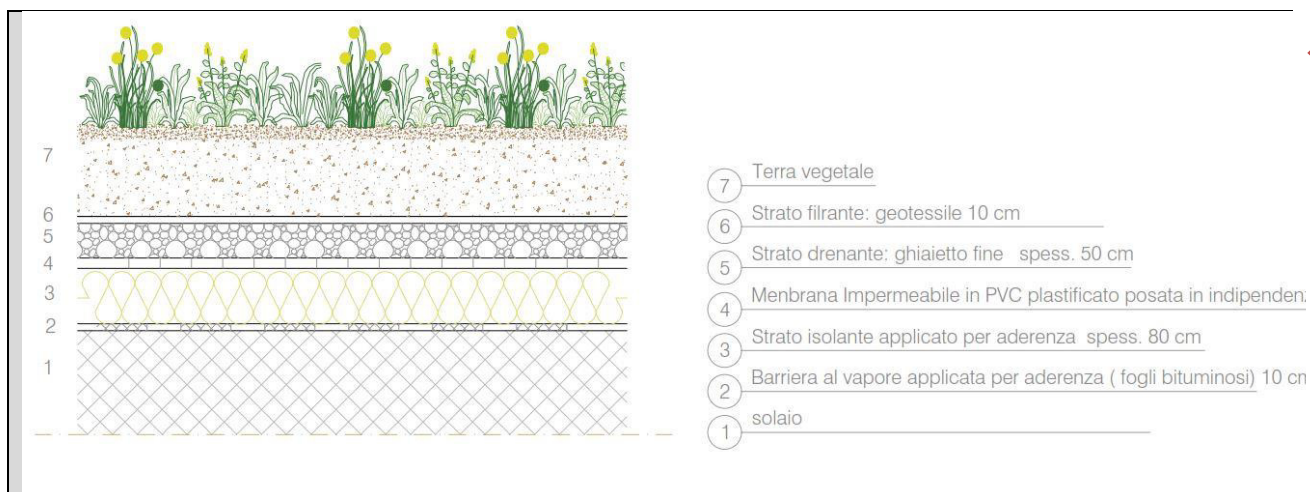 7
6
5
4
3
2
1
7 Terra vegetale
6 Strato filrante: geotessile 10 cm
5 Strato drenante: ghiaietto fine spess. 50 cm
4 Menbrana Impermeabile in PVC plastificato posata in indipenden
3 Strato isolante applicato per aderenza spess. 80 cm
2 Barriera al vapore applicata per aderenza ( fogli bituminosi) 10 cm
1 solaio